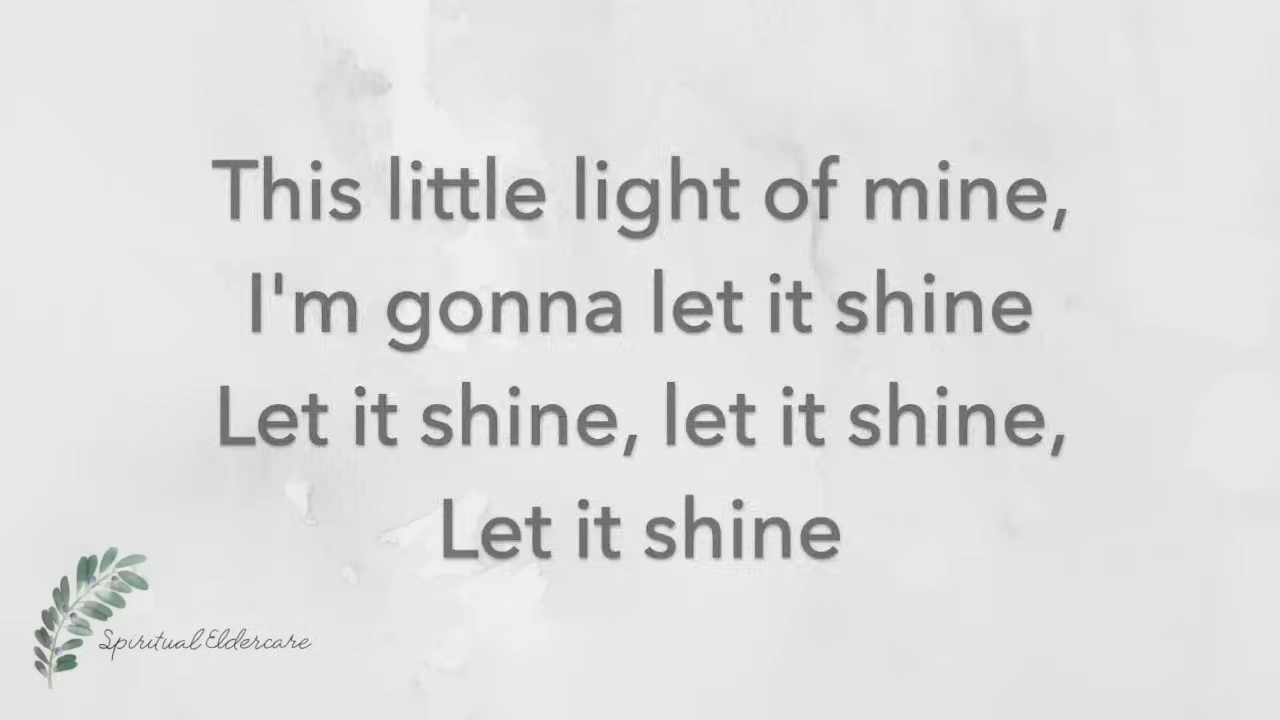 This little light of mine,
I'm gonna let it shine
Let it shine, let it shine,
Let it shine
Spiritual Eldercare